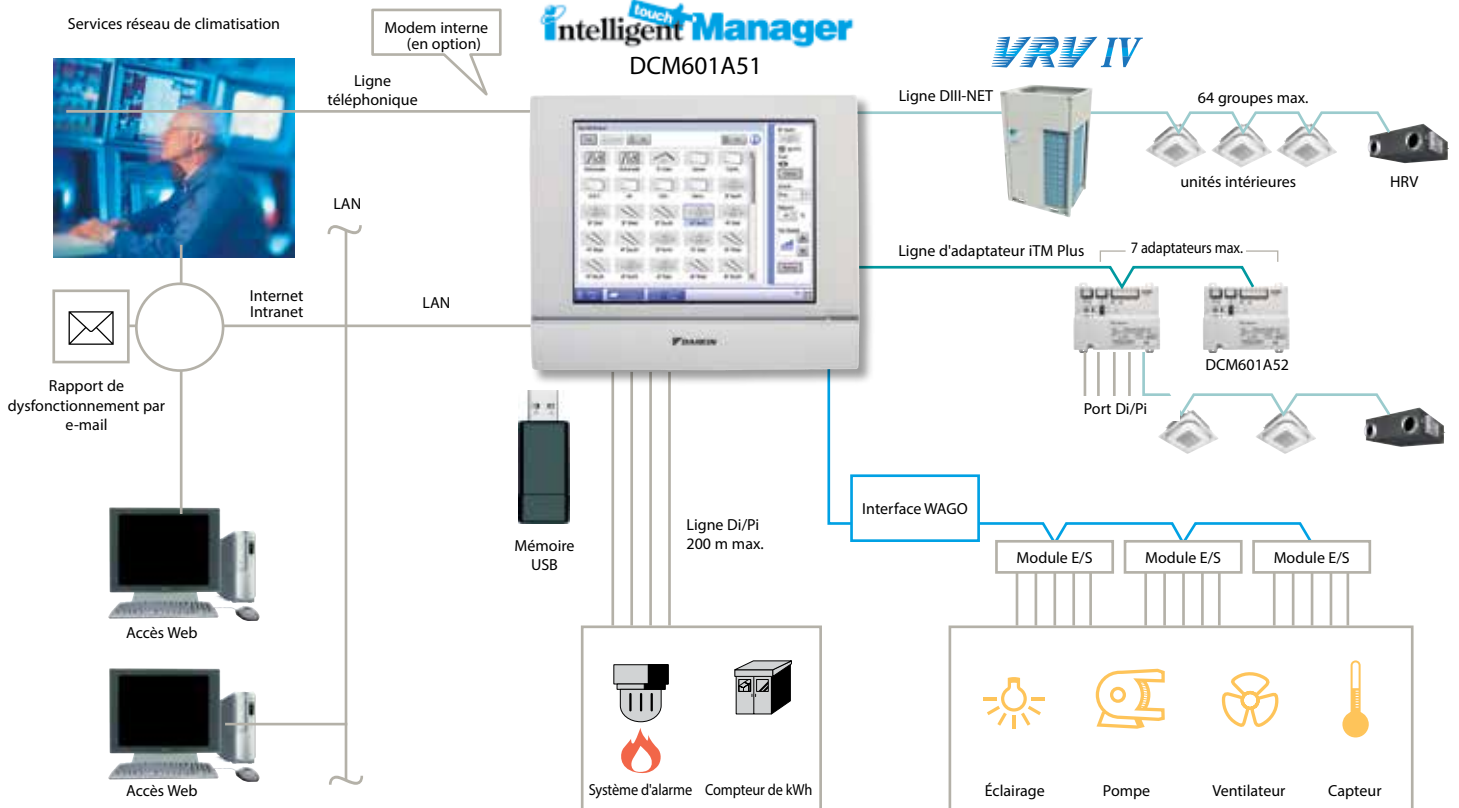 Services réseau de climatisation
Modem interne
(en option)
touch
intelligent Manager
DCM601A51
VRV IV
Ligne
téléphonique
Ligne DIII-NET
64 groupes max.
unités intérieures
HRV
LAN
Ligne d'adaptateur iTM Plus
7 adaptateurs max.
Internet
Intranet
LAN
DAIKIN
DCM601A52
Rapport de
dysfonctionnement par
e-mail
Port Di/Pi
Interface WAGO
Ligne Di/Pi
200 m max.
Mémoire
USB
Module E/S
Module E/S
Module E/S
Accès Web
Système d'alarme
Compteur de kWh
Éclairage
Pompe
Ventilateur
Capteur
Accès Web